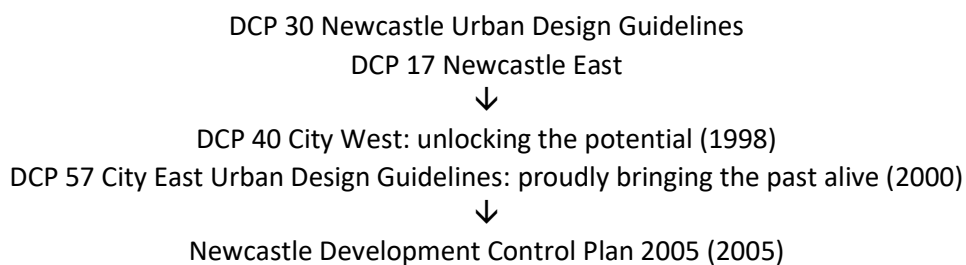 DCP 30 Newcastle Urban Design Guidelines
DCP 17 Newcastle East
↓
DCP 40 City West: unlocking the potential (1998)
DCP 57 City East Urban Design Guidelines: proudly bringing the past alive (2000)
↓
Newcastle Development Control Plan 2005 (2005)